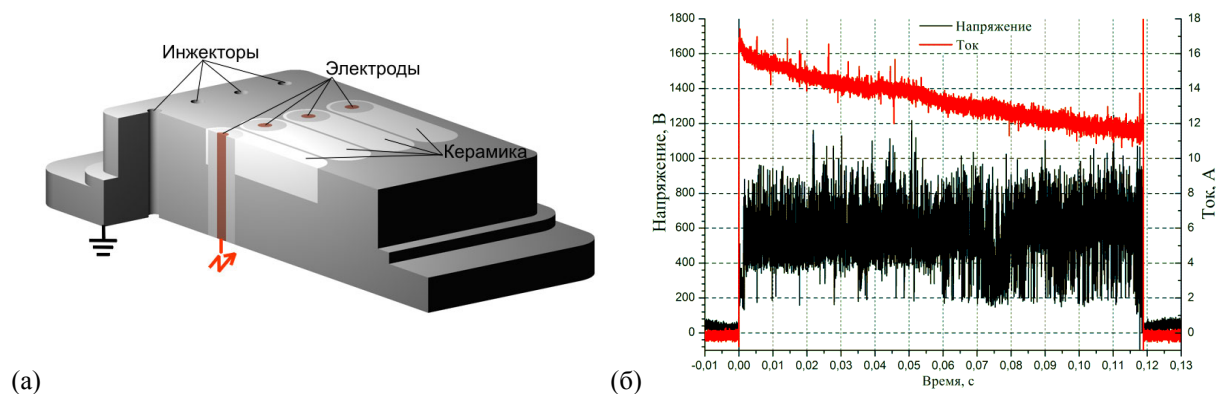 Инжекторы
Электроды
Керамика
(а)
Напряжение
Ток
Напряжение, В
1800
1600
1400
1200
1000
800
600
400
200
0
18
16
14
12
10
8
6
4
2
0
Ток, А
-0,01 0,00 0,01 0,02 0,03 0,04 0,05 0,06 0,07 0,08 0,09 0,10 0,11 0,12 0,13
Время, с
(б)